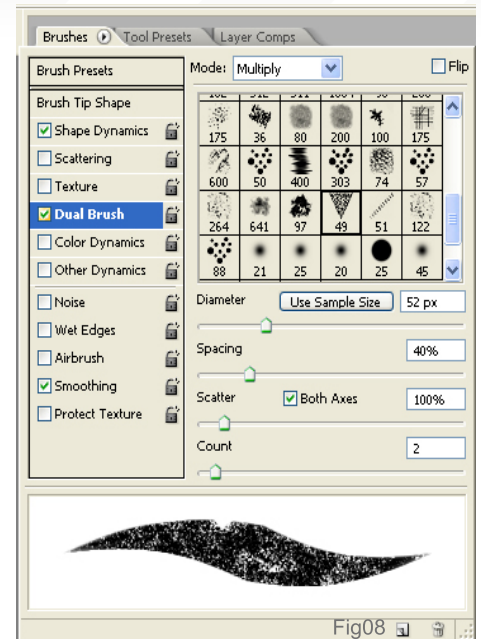 Brushes Tool Presets Layer Comps
Brush Presets
Mode: Multiply Flip
Brush Tip Shape
Shape Dynamics
Scattering
Texture
Dual Brush
Color Dynamics
Other Dynamics
Noise
Wet Edges
Airbrush
Smoothing
Protect Texture
175 36 80 200 100 175
600 50 400 303 74 57
264 641 97 49 51 122
88 21 25 20 25 45
Diameter Use Sample Size 52 px
Spacing 40%
Scatter Both Axes 100%
Count 2
Fig08